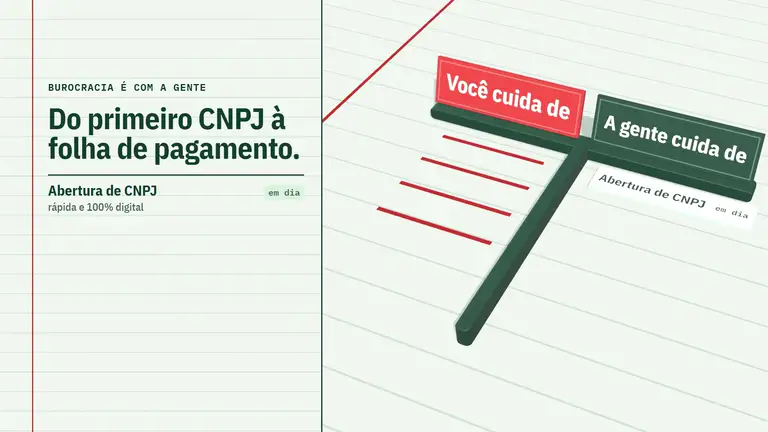 BUROCRACIA É COM A GENTE
Do primeiro CNPJ à
folha de pagamento.
Abertura de CNPJ
em dia
rápida e 100% digital
Você cuida de
A gente cuida de
Abertura de CNPJ em dia